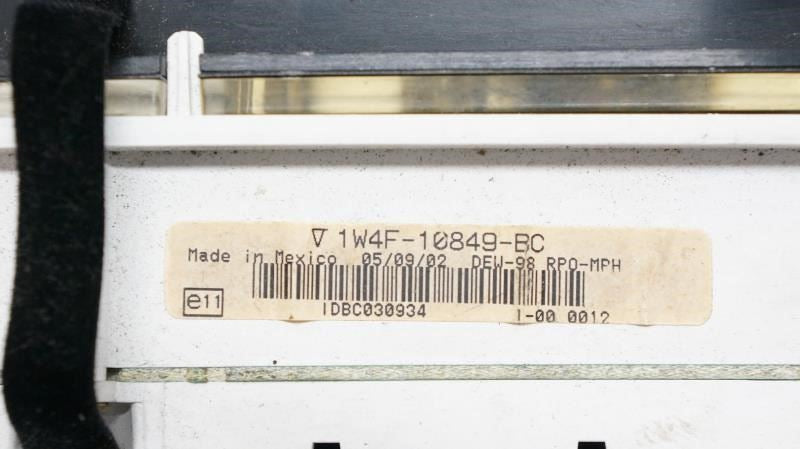 ∇ 1W4F-10849-BC
Made in Mexico 05/09/02 DEW-98 RPO-MPH
e11
IDBC030934 I-00 0012